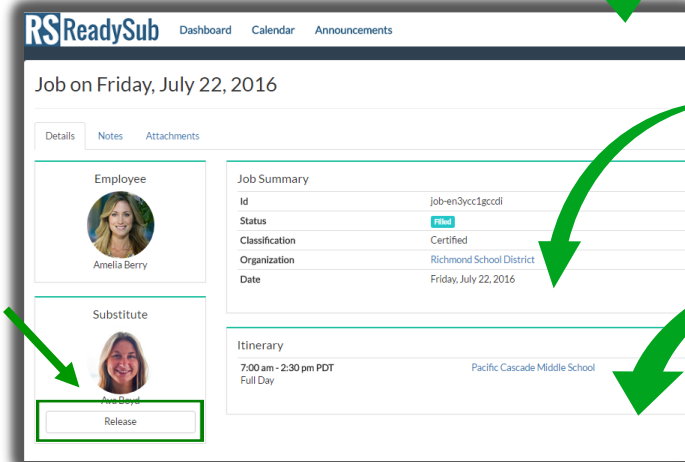 RS ReadySub Dashboard Calendar Announcements
Job on Friday, July 22, 2016
Details Notes Attachments
Employee
Amelia Berry
Substitute
Ava Boyd
Release
Job Summary
Id job-en3ycc1gccdi
Status Filled
Classification Certified
Organization Richmond School District
Date Friday, July 22, 2016
Itinerary
7:00 am - 2:30 pm PDT Pacific Cascade Middle School
Full Day